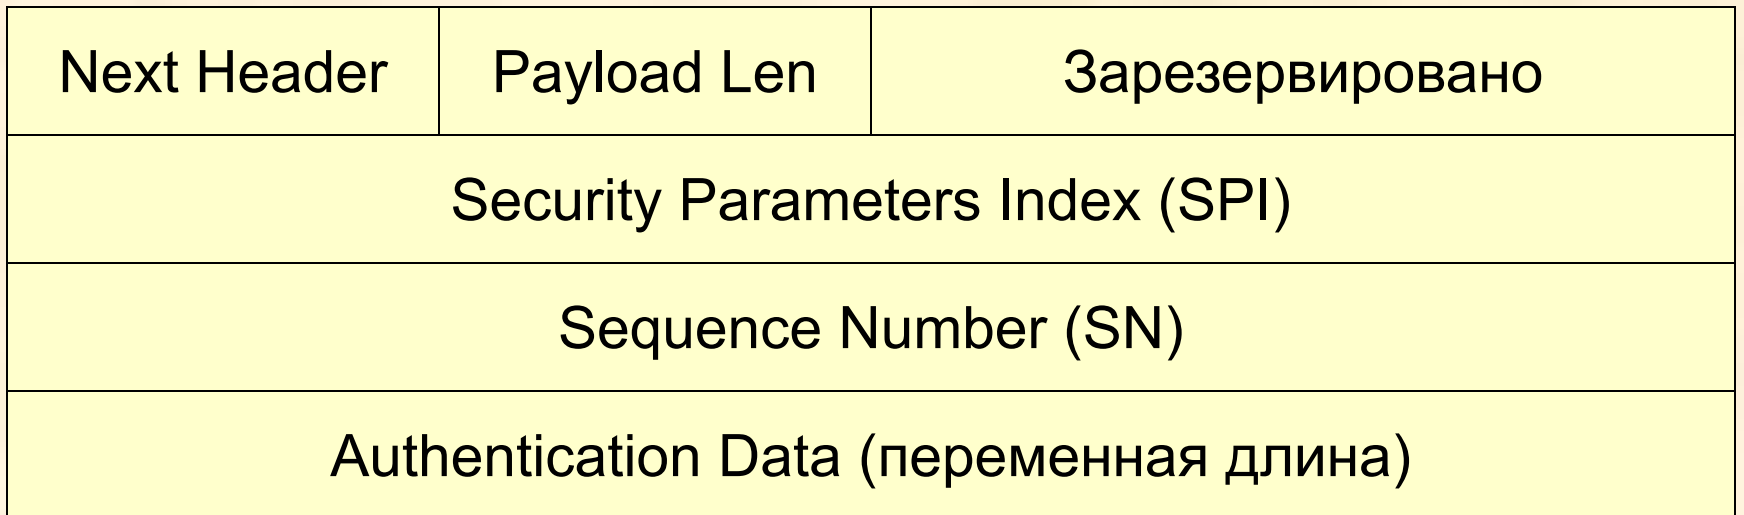 Next Header Payload Len Зарезервировано
Security Parameters Index (SPI)
Sequence Number (SN)
Authentication Data (переменная длина)